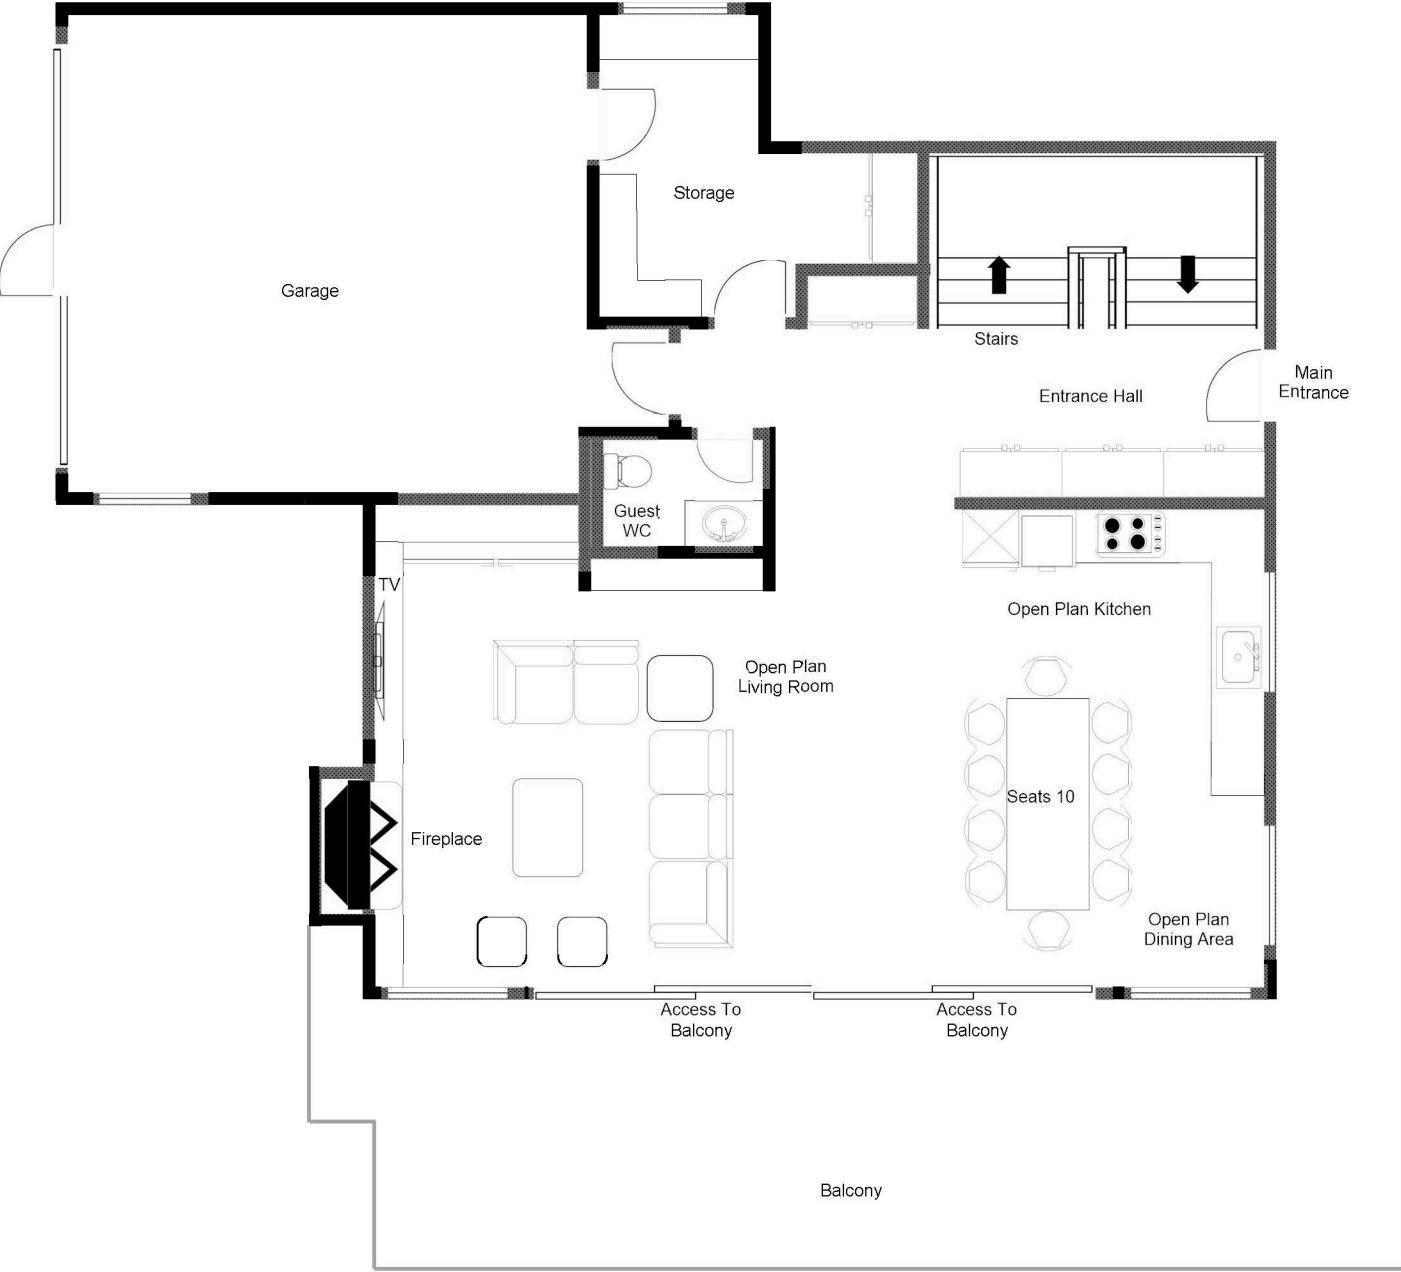 Storage
Garage
Stairs
Main
Entrance
Entrance Hall
Guest
WC
TV
Open Plan Kitchen
Open Plan
Living Room
Seats 10
Fireplace
Open Plan
Dining Area
Access To
Balcony
Access To
Balcony
Balcony